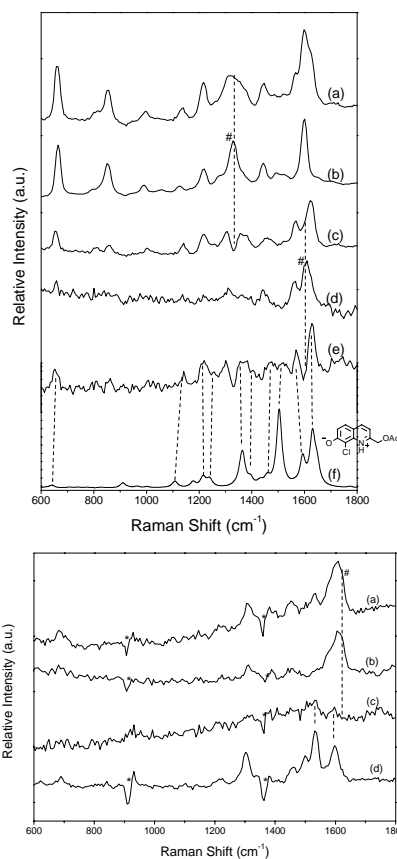 (a)
#
(b)
(c)
#
(d)
(e)
(f)
-O
Cl
N+
H
OAc
600 800 1000 1200 1400 1600 1800
Raman Shift (cm-1)
Relative Intensity (a.u.)
#
(a)
* *
(b)
* *
(c)
* *
(d)
* *
600 800 1000 1200 1400 1600 1800
Raman Shift (cm-1)
Relative Intensity (a.u.)